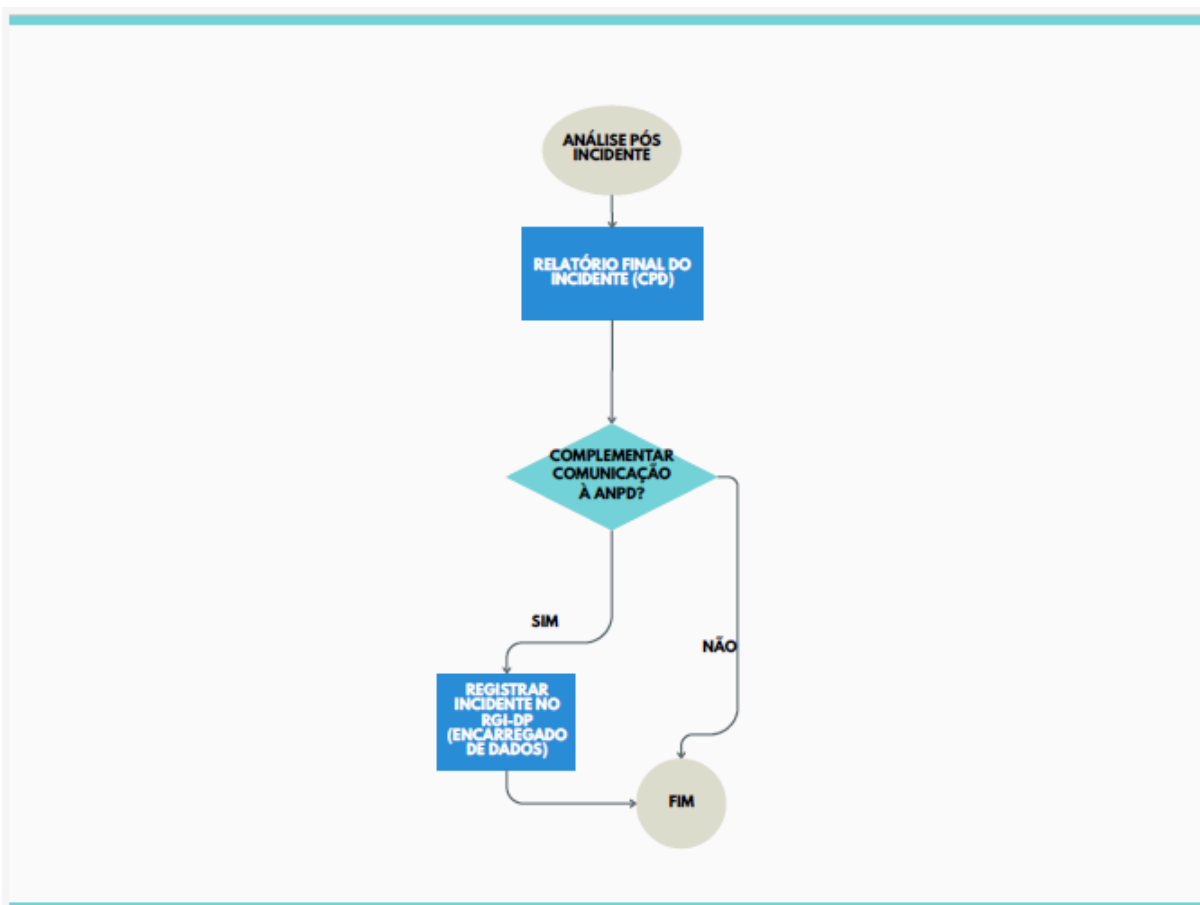 ANÁLISE PÓS
INCIDENTE
RELATÓRIO FINAL DO
INCIDENTE (CPD)
COMPLEMENTAR
COMUNICAÇÃO
À ANPD?
SIM
NÃO
REGISTRAR
INCIDENTE NO
RGI-DP
(ENCARREGADO
DE DADOS)
FIM